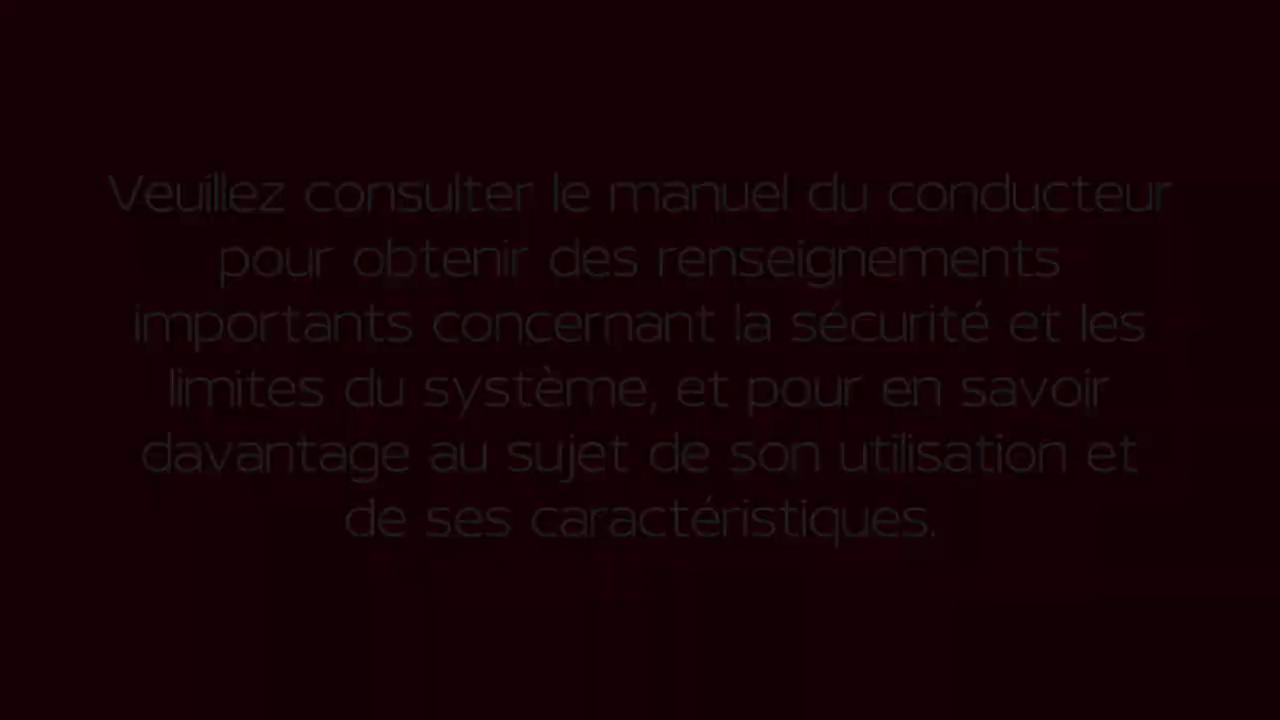 Veuillez consulter le manuel du conducteur
pour obtenir des renseignements
importants concernant la sécurité et les
limites du système, et pour en savoir
davantage au sujet de son utilisation et
de ses caractéristiques.